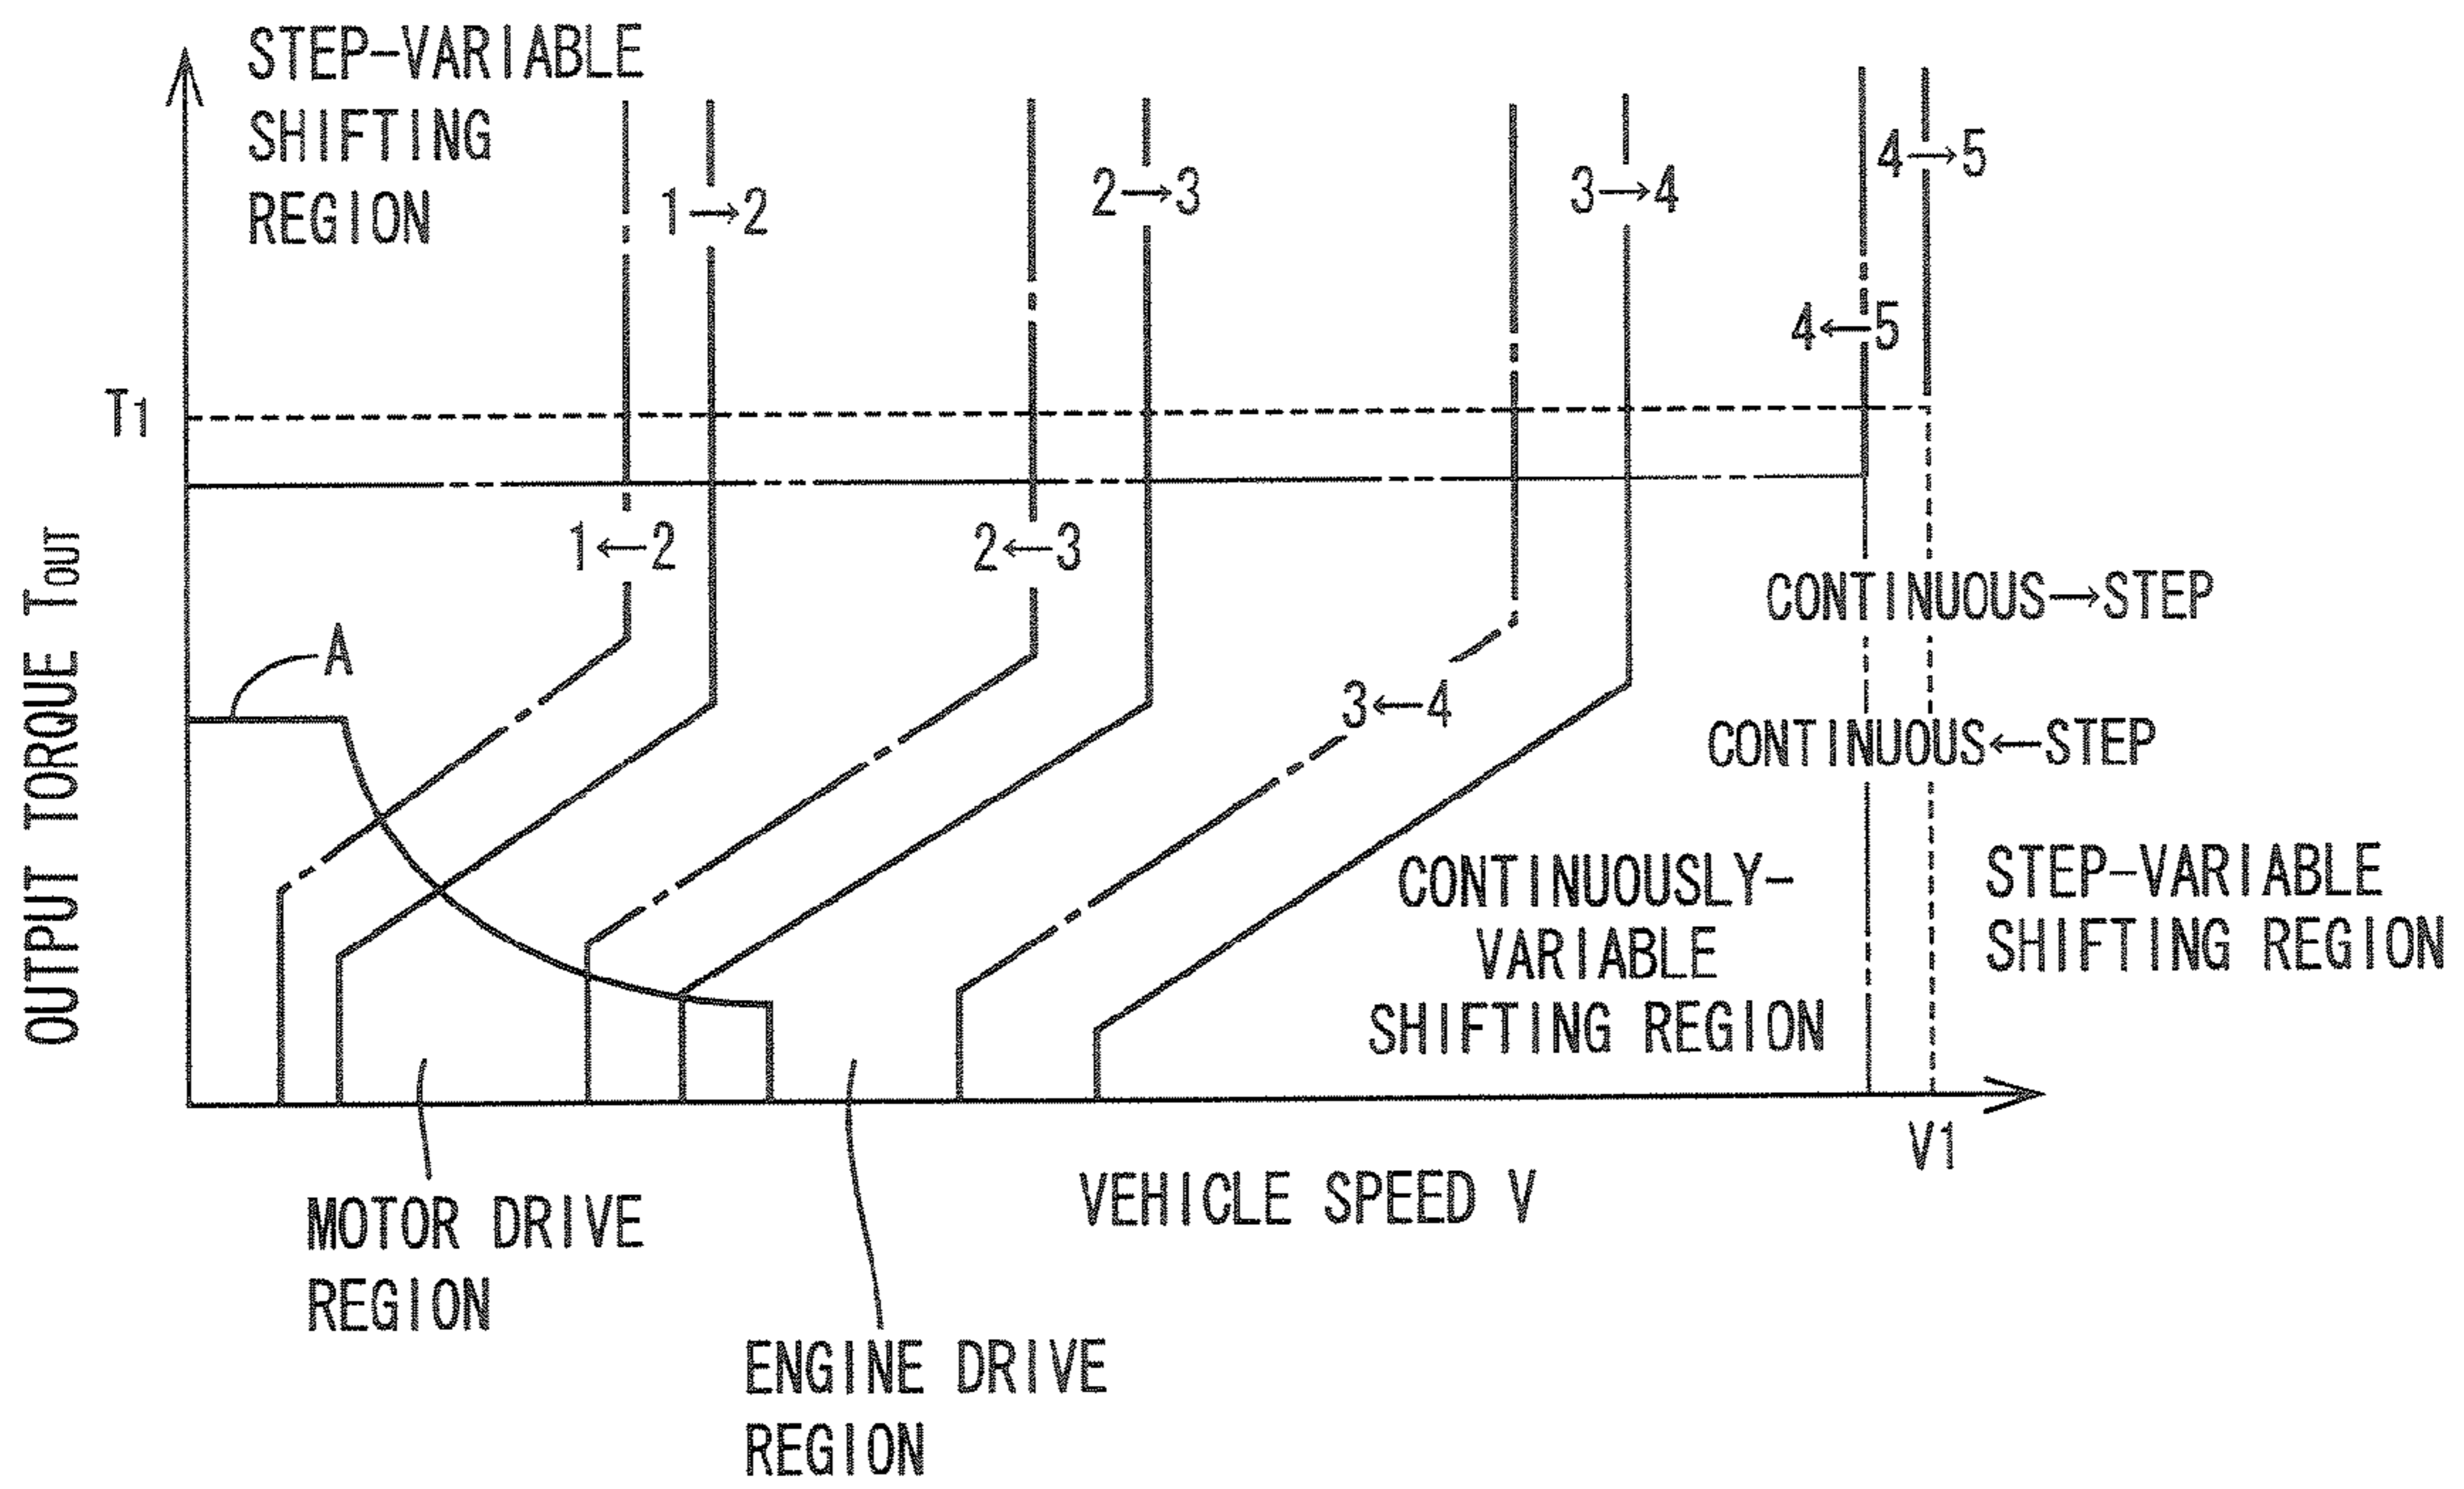 STEP-VARIABLE
SHIFTING
REGION
1→2
2→3
3→4
4→5
4←5
T1
1←2
2←3
CONTINUOUS→STEP
A
3←4
CONTINUOUS←STEP
OUTPUT TORQUE TOUT
CONTINUOUSLY-
VARIABLE
SHIFTING REGION
STEP-VARIABLE
SHIFTING REGION
V1
VEHICLE SPEED V
MOTOR DRIVE
REGION
ENGINE DRIVE
REGION